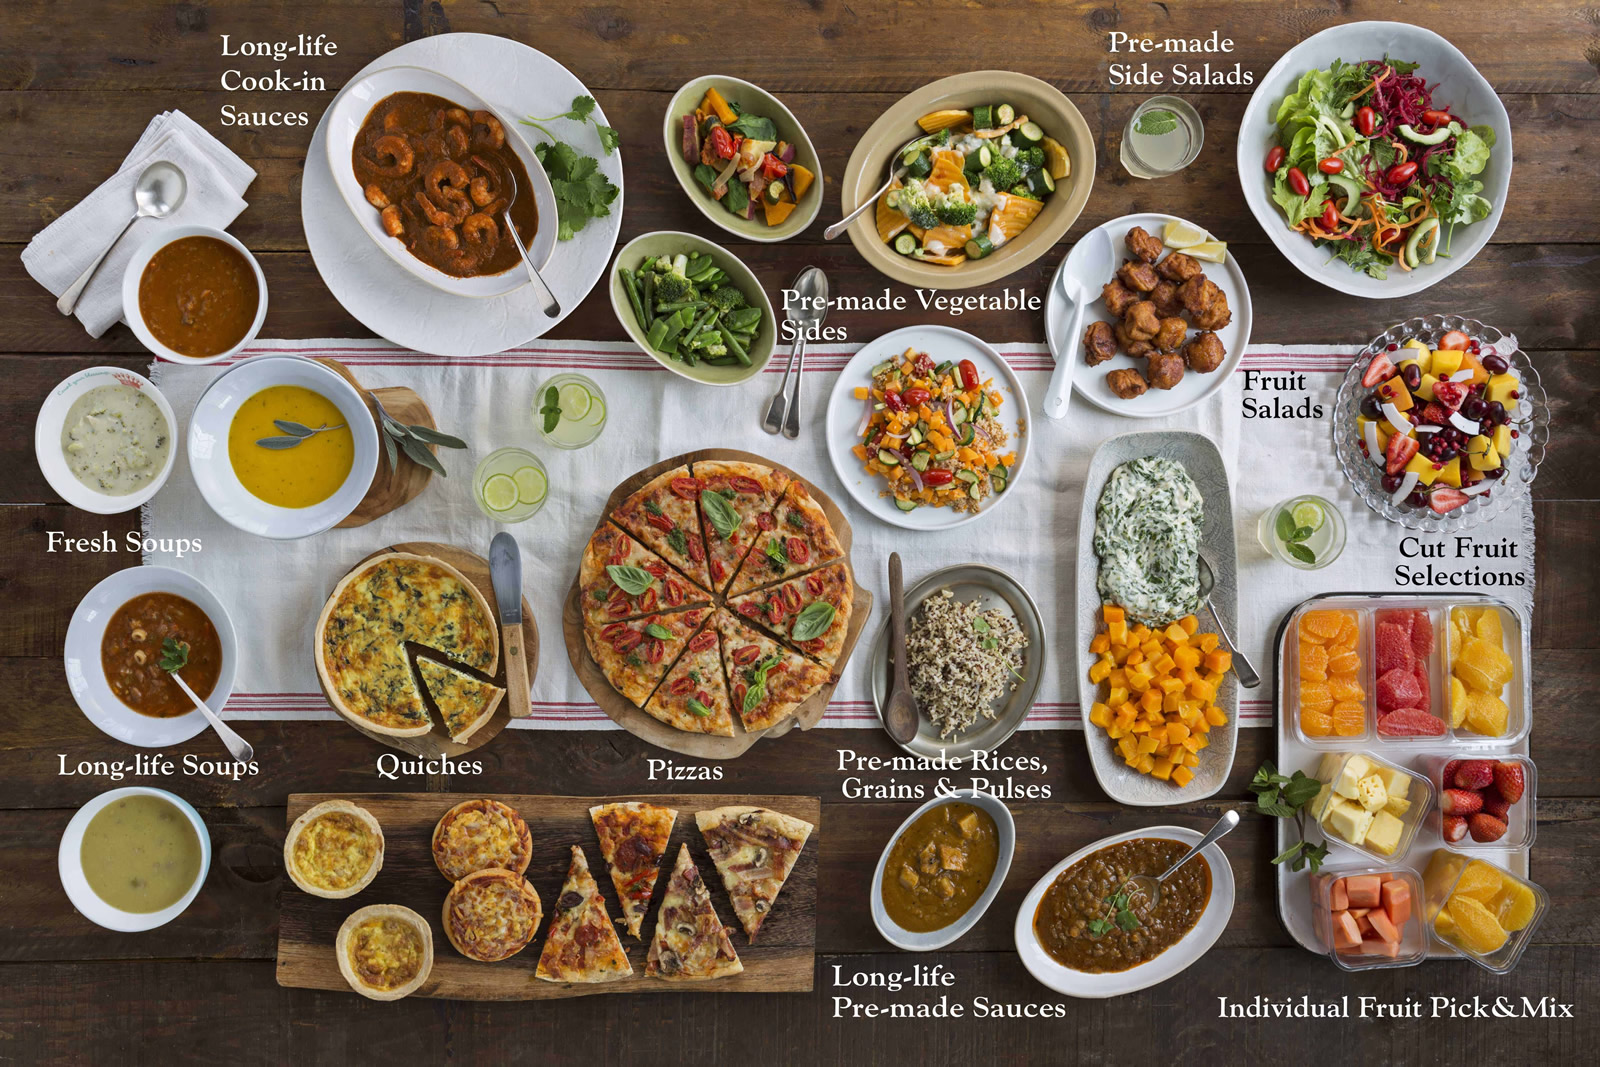 Long-life
Cook-in
Sauces
Pre-made
Side Salads
Pre-made Vegetable
Sides
Fruit
Salads
Fresh Soups
Cut Fruit
Selections
Long-life Soups
Quiches
Pizzas
Pre-made Rices,
Grains & Pulses
Long-life
Pre-made Sauces
Individual Fruit Pick&Mix